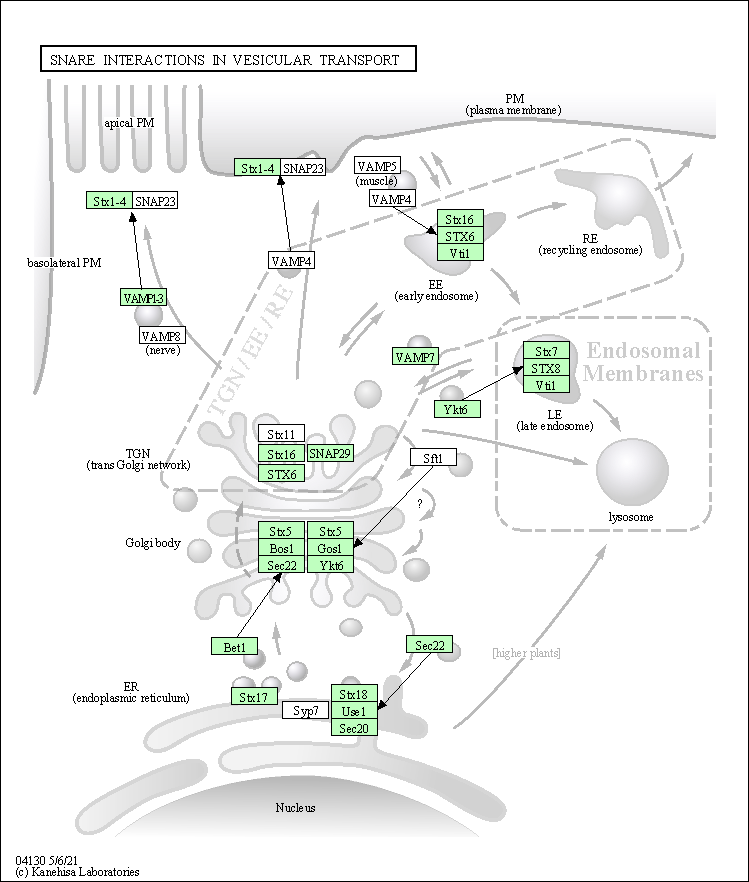 SNARE INTERACTIONS IN VESICULAR TRANSPORT
PM
(plasma membrane)
apical PM
Stx1-4 SNAP23
VAMP5
(muscle)
VAMP4
Stx1-4 SNAP23
Stx16
STX6
Vti1
RE
(recycling endosome)
basolateral PM
VAMP4
EE
(early endosome)
VAMP1-3
VAMP8
(nerve)
TGN / EE / RE
VAMP7
Stx7
STX8
Vti1
Endosomal
Membranes
Ykt6
LE
(late endosome)
Stx11
Stx16 SNAP29
STX6
TGN
(trans Golgi network)
Sft1
lysosome
?
Golgi body
Stx5 Stx5
Bos1 Gos1
Sec22 Ykt6
Bet1
Sec22
[higher plants]
ER
(endoplasmic reticulum)
Stx17
Syp7
Stx18
Use1
Sec20
Nucleus
04130 5/6/21
(c) Kanehisa Laboratories